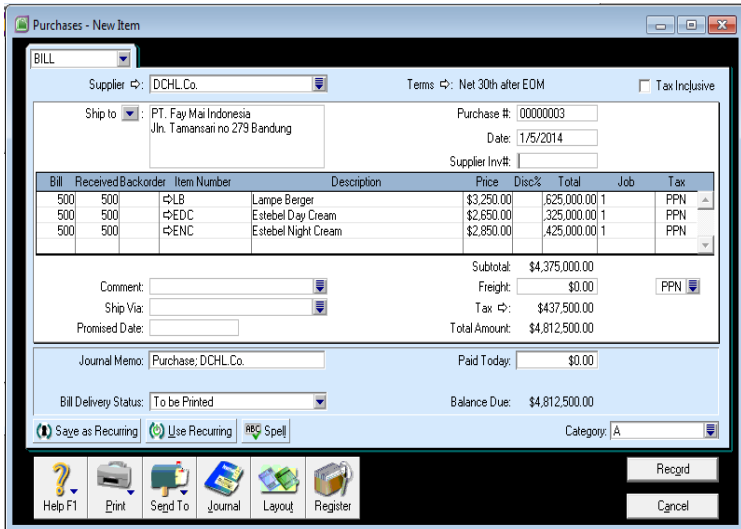 Purchases - New Item
BILL
Supplier ⇨: DCHL.Co. Terms ⇨: Net 30th after EOM Tax Inclusive
Ship to : PT. Fay Mai Indonesia
Jln. Tamansari no 279 Bandung
Purchase #: 00000003
Date: 1/5/2014
Supplier Inv#:
Bill Received Backorder Item Number Description Price Disc% Total Job Tax
500 500 ⇨LB Lampe Berger $3,250.00 ,625,000.00 1 PPN
500 500 ⇨EDC Estebel Day Cream $2,650.00 ,325,000.00 1 PPN
500 500 ⇨ENC Estebel Night Cream $2,850.00 ,425,000.00 1 PPN
Subtotal: $4,375,000.00
Comment: Freight: $0.00 PPN
Ship Via: Tax ⇨: $437,500.00
Promised Date: Total Amount: $4,812,500.00
Journal Memo: Purchase; DCHL.Co. Paid Today: $0.00
Bill Delivery Status: To be Printed Balance Due: $4,812,500.00
Save as Recurring Use Recurring ABC Spell Category: A
Help F1 Print Send To Journal Layout Register
Record
Cancel